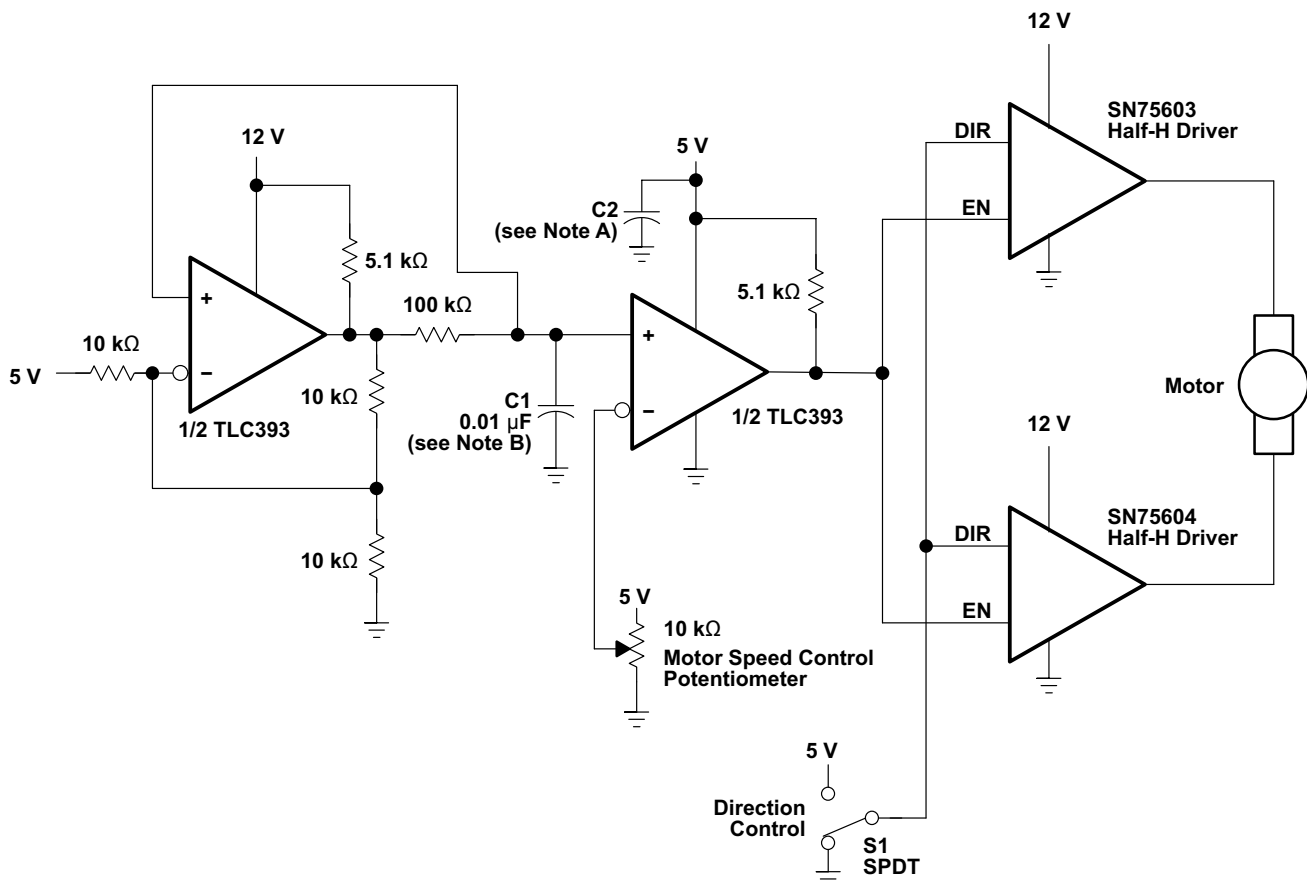 12 V
SN75603
Half-H Driver
DIR
EN
12 V
5 V
C2
(see Note A)
5.1 kΩ
5.1 kΩ
100 kΩ
+
−
+
−
10 kΩ
5 V
10 kΩ
C1
0.01 µF
(see Note B)
1/2 TLC393
1/2 TLC393
Motor
12 V
SN75604
Half-H Driver
DIR
EN
10 kΩ
5 V
10 kΩ
Motor Speed Control
Potentiometer
5 V
Direction
Control
S1
SPDT